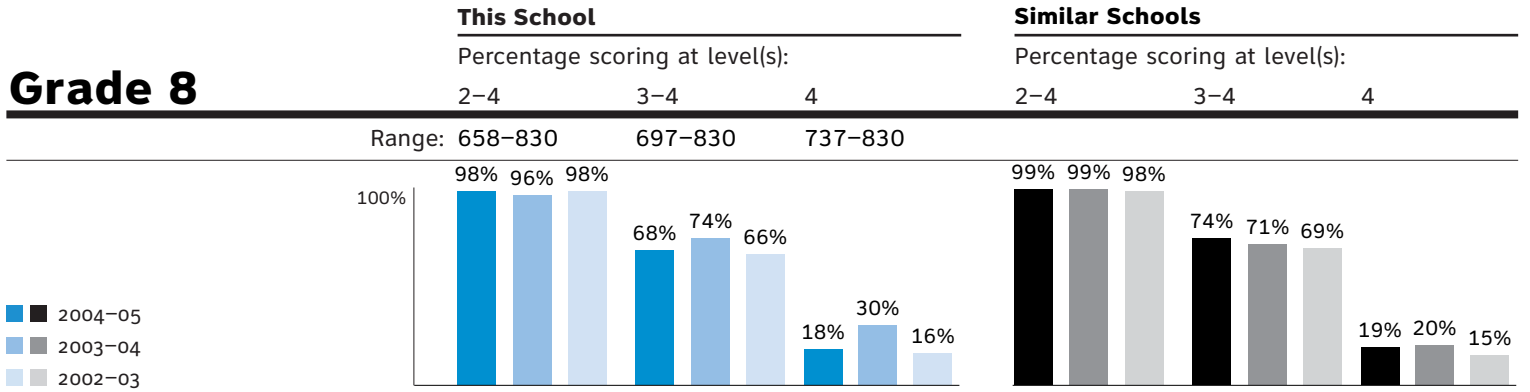 This School Similar Schools
Percentage scoring at level(s): Percentage scoring at level(s):
Grade 8 2–4 3–4 4 2–4 3–4 4
Range: 658–830 697–830 737–830
98% 96% 98% 99% 99% 98%
100%
68% 74% 66% 74% 71% 69%
18% 30% 16% 19% 20% 15%
2004–05
2003–04
2002–03